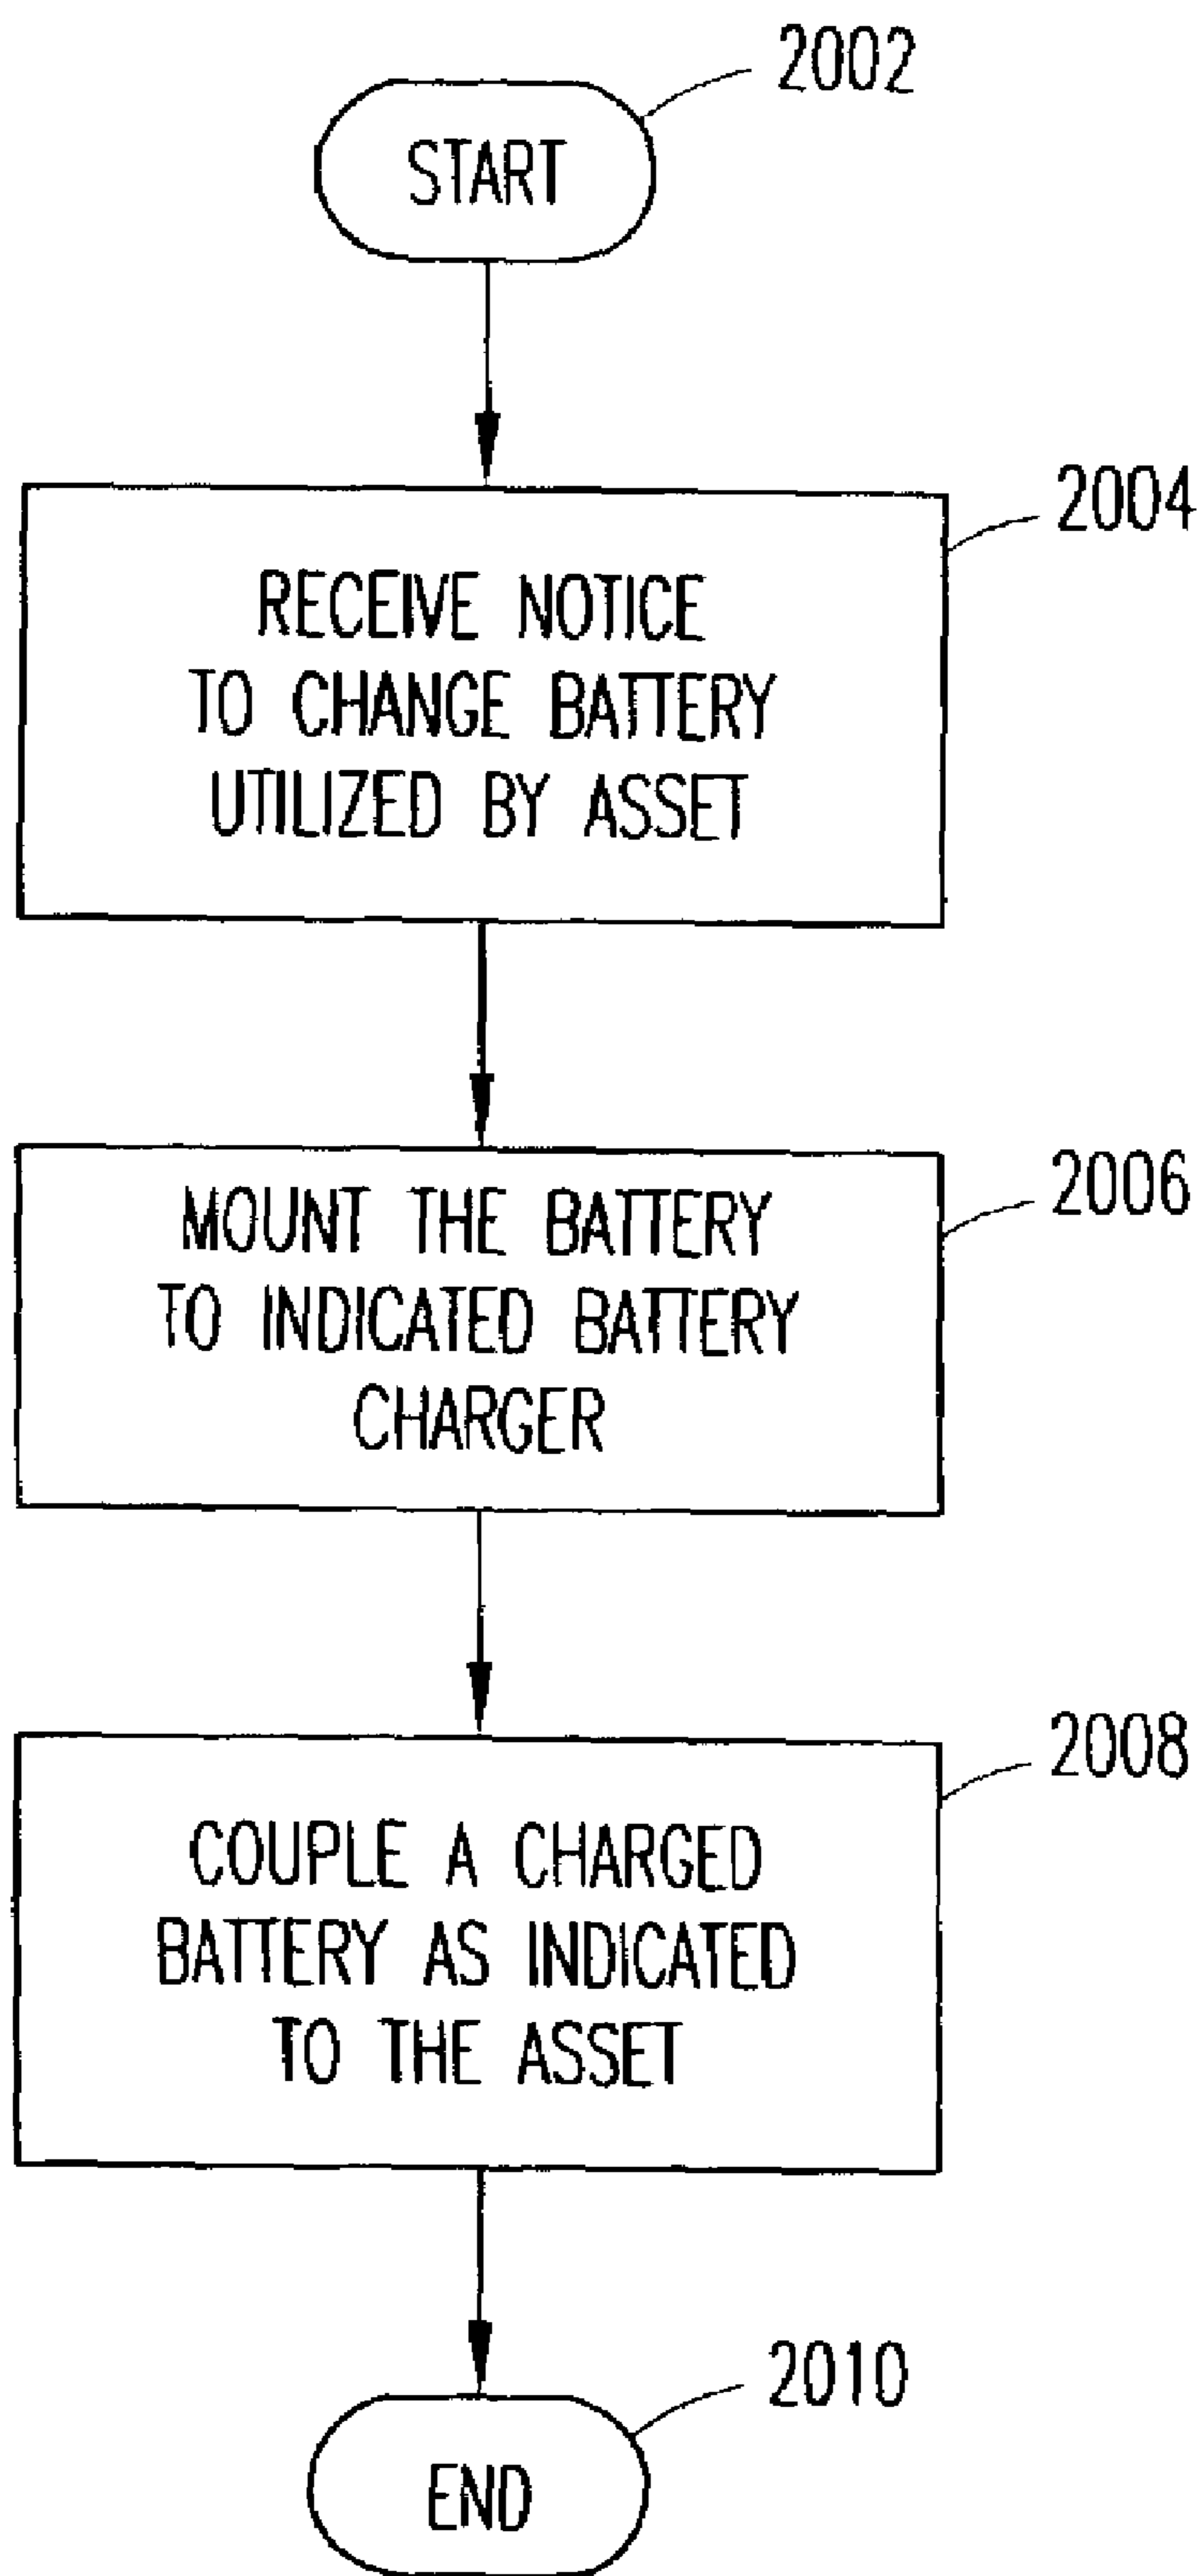 2002
START
2004
RECEIVE NOTICE
TO CHANGE BATTERY
UTILIZED BY ASSET
2006
MOUNT THE BATTERY
TO INDICATED BATTERY
CHARGER
2008
COUPLE A CHARGED
BATTERY AS INDICATED
TO THE ASSET
2010
END